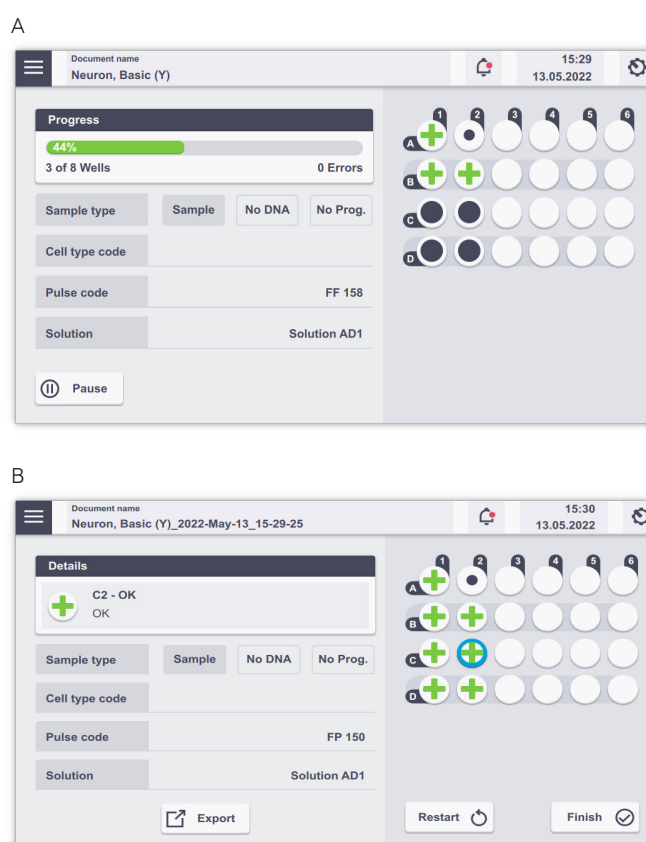 A
Document name
Neuron, Basic (Y)
15:29
13.05.2022
Progress
44%
3 of 8 Wells 0 Errors
Sample type Sample No DNA No Prog.
Cell type code
Pulse code FF 158
Solution Solution AD1
Pause
1 2 3 4 5 6
A
B
C
D
B
Document name
Neuron, Basic (Y)_2022-May-13_15-29-25
15:30
13.05.2022
Details
C2 - OK
OK
Sample type Sample No DNA No Prog.
Cell type code
Pulse code FP 150
Solution Solution AD1
Export
1 2 3 4 5 6
A
B
C
D
Restart Finish